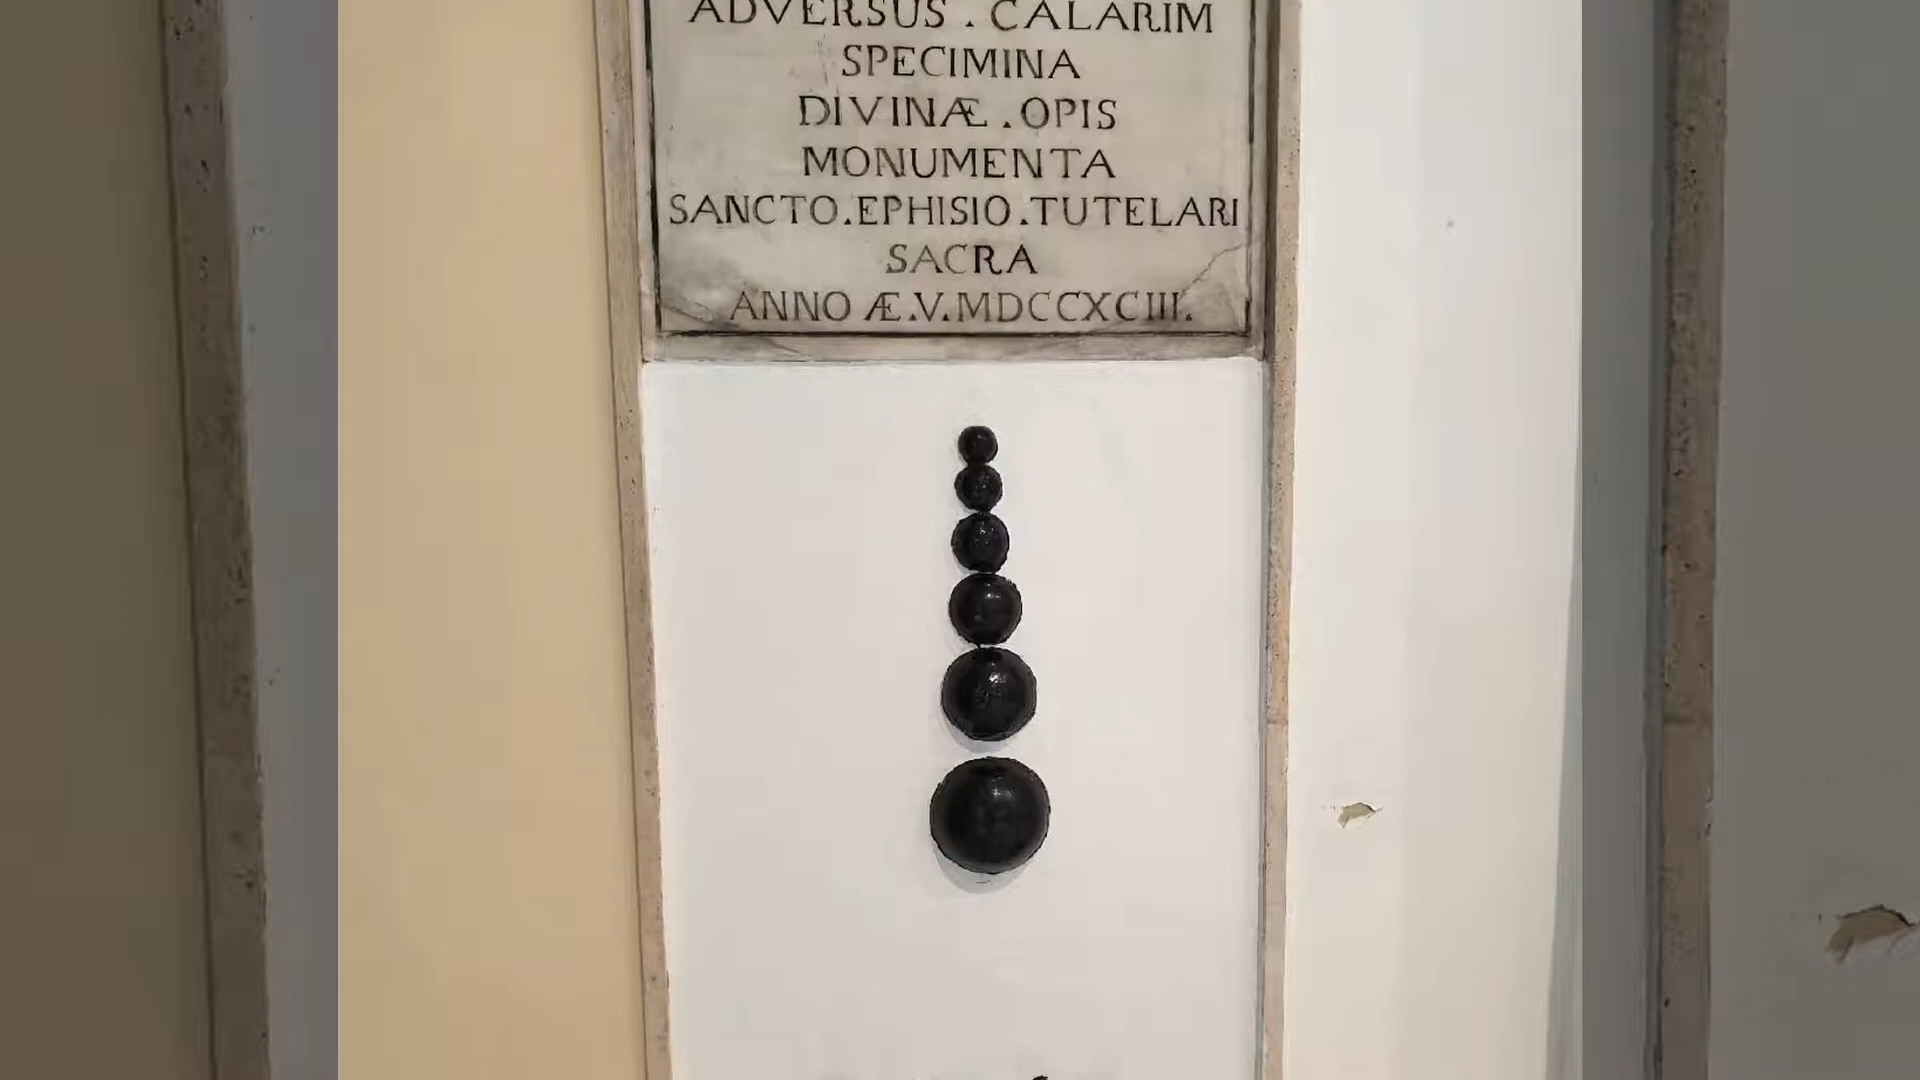 ADVERSUS . CALARIM
SPECIMINA
DIVINÆ . OPIS
MONUMENTA
SANCTO.EPHISIO.TUTELARI
SACRA
ANNO Æ.V.MDCCXCIII.